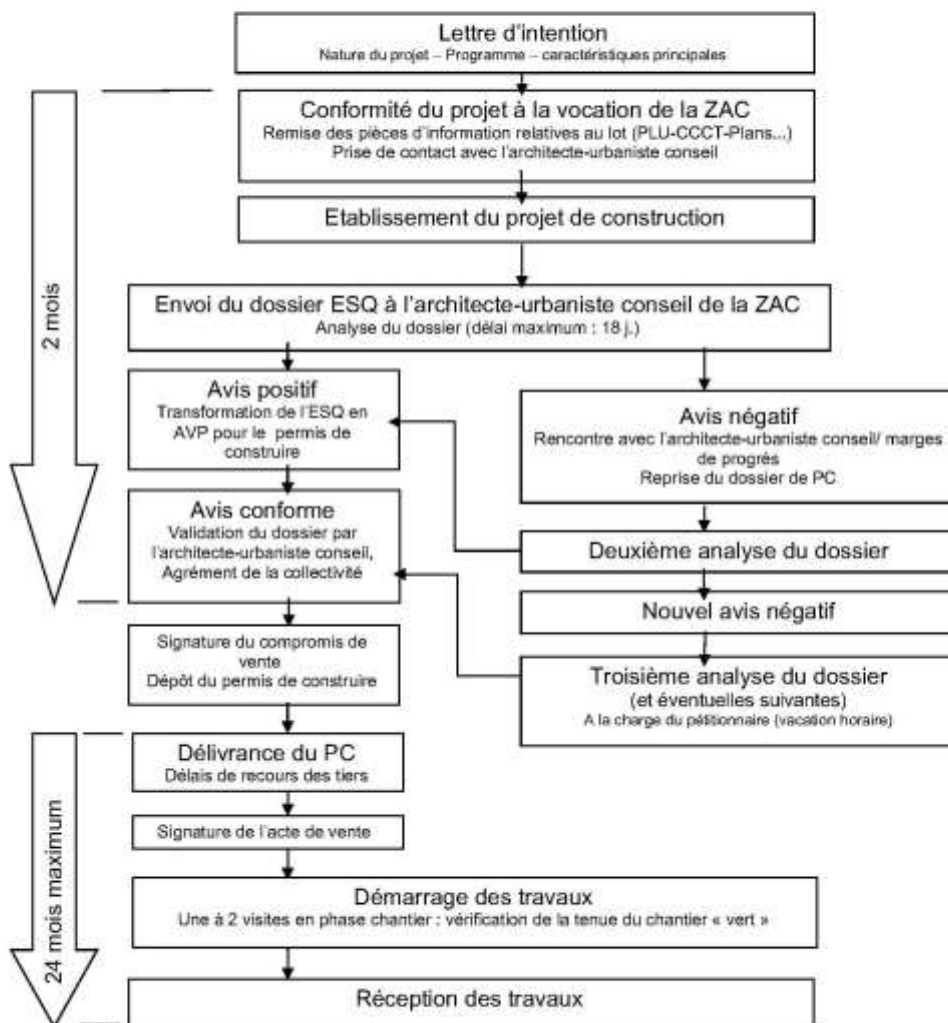 Lettre d'intention
Nature du projet – Programme – caractéristiques principales
Conformité du projet à la vocation de la ZAC
Remise des pièces d'information relatives au lot (PLU-CCCT-Plans...)
Prise de contact avec l'architecte-urbaniste conseil
Etablissement du projet de construction
2 mois
Envoi du dossier ESQ à l'architecte-urbaniste conseil de la ZAC
Analyse du dossier (délai maximum : 18 j.)
Avis positif
Transformation de l'ESQ en
AVP pour le permis de
construire
Avis négatif
Rencontre avec l'architecte-urbaniste conseil/ marges
de progrés
Reprise du dossier de PC
Avis conforme
Validation du dossier par
l'architecte-urbaniste conseil,
Agrément de la collectivité
Deuxième analyse du dossier
Nouvel avis négatif
Signature du compromis de
vente
Dépôt du permis de construire
Troisième analyse du dossier
(et éventuelles suivantes)
A la charge du pétitionnaire (vacation horaire)
24 mois maximum
Délivrance du PC
Délais de recours des tiers
Signature de l'acte de vente
Démarrage des travaux
Une à 2 visites en phase chantier : vérification de la tenue du chantier « vert »
Réception des travaux